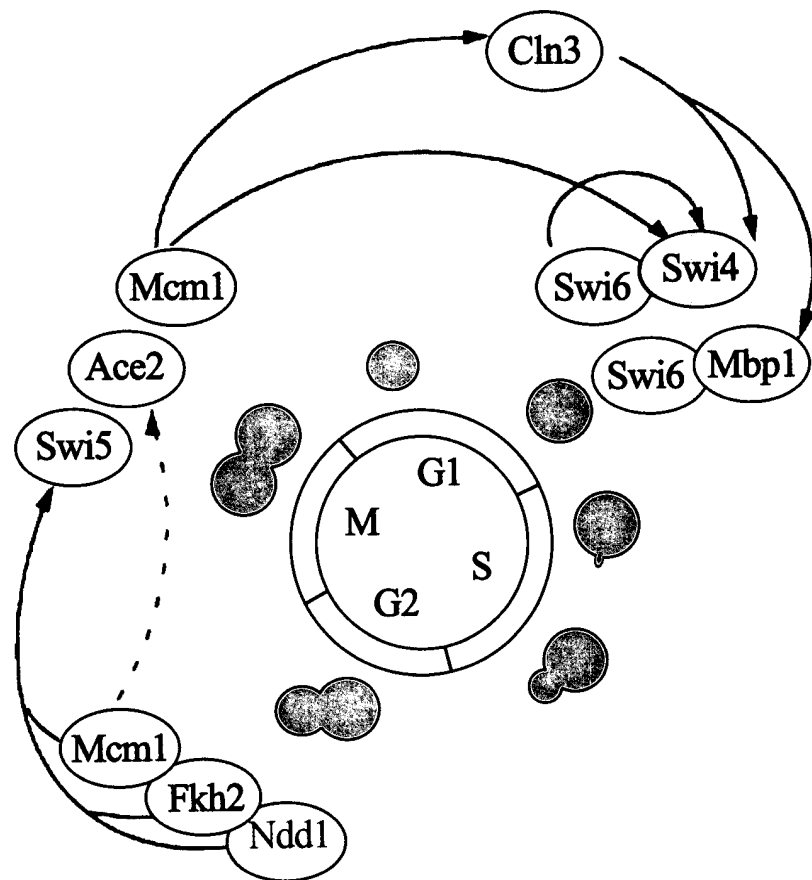 Cln3
Mcm1
Swi6
Swi4
Ace2
Swi6
Mbp1
Swi5
G1
M
S
G2
Mcm1
Fkh2
Ndd1